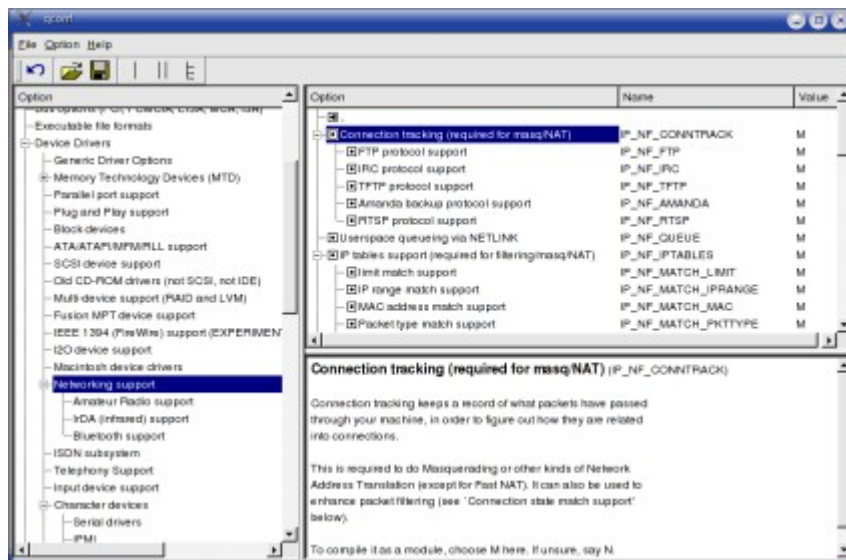 qconf
File Option Help
Option
Bus options (PCI, PCMCIA, EISA, MCA, ISA)
Executable file formats
Device Drivers
Generic Driver Options
Memory Technology Devices (MTD)
Parallel port support
Plug and Play support
Block devices
ATA/ATAPI/MFM/RLL support
SCSI device support
Old CD-ROM drivers (not SCSI, not IDE)
Multi-device support (RAID and LVM)
Fusion MPT device support
IEEE 1394 (FireWire) support (EXPERIMEN
I2O device support
Macintosh device drivers
Networking support
Amateur Radio support
IrDA (infrared) support
Bluetooth support
ISDN subsystem
Telephony Support
Input device support
Character devices
Serial drivers
IPMI
Option Name Value
Connection tracking (required for masq/NAT) IP_NF_CONNTRACK M
FTP protocol support IP_NF_FTP M
IRC protocol support IP_NF_IRC M
TFTP protocol support IP_NF_TFTP M
Amanda backup protocol support IP_NF_AMANDA M
RTSP protocol support IP_NF_RTSP M
Userspace queueing via NETLINK IP_NF_QUEUE M
IP tables support (required for filtering/masq/NAT) IP_NF_IPTABLES M
limit match support IP_NF_MATCH_LIMIT M
IP range match support IP_NF_MATCH_IPRANGE M
MAC address match support IP_NF_MATCH_MAC M
Packet type match support IP_NF_MATCH_PKTTYPE M
Connection tracking (required for masq/NAT) (IP_NF_CONNTRACK)
Connection tracking keeps a record of what packets have passed
through your machine, in order to figure out how they are related
into connections.
This is required to do Masquerading or other kinds of Network
Address Translation (except for Fast NAT). It can also be used to
enhance packet filtering (see `Connection state match support'
below).
To compile it as a module, choose M here. If unsure, say N.